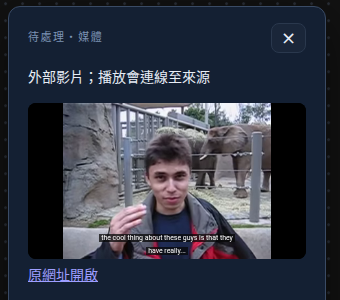 待處理・媒體
外部影片；播放會連線至來源
the cool thing about these guys is that they
have really...
原網址開啟